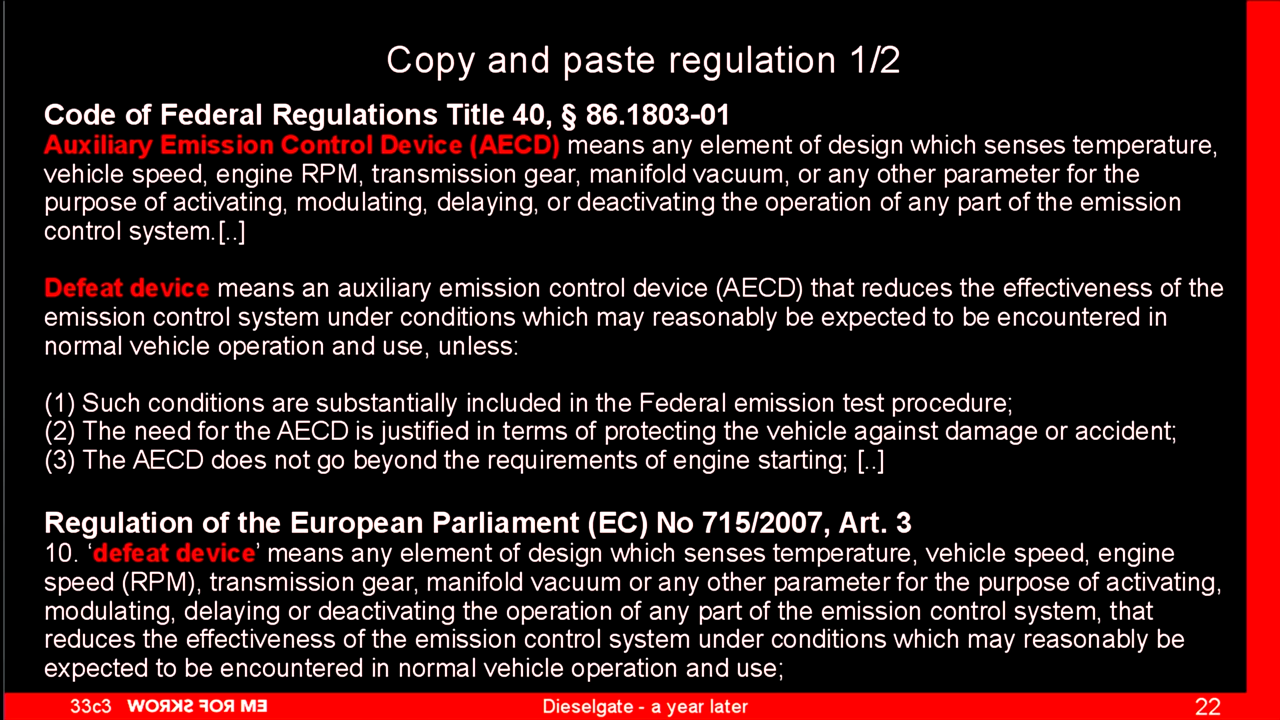 Copy and paste regulation 1/2
Code of Federal Regulations Title 40, § 86.1803-01
Auxiliary Emission Control Device (AECD) means any element of design which senses temperature,
vehicle speed, engine RPM, transmission gear, manifold vacuum, or any other parameter for the
purpose of activating, modulating, delaying, or deactivating the operation of any part of the emission
control system.[..]
Defeat device means an auxiliary emission control device (AECD) that reduces the effectiveness of the
emission control system under conditions which may reasonably be expected to be encountered in
normal vehicle operation and use, unless:
(1) Such conditions are substantially included in the Federal emission test procedure;
(2) The need for the AECD is justified in terms of protecting the vehicle against damage or accident;
(3) The AECD does not go beyond the requirements of engine starting; [..]
Regulation of the European Parliament (EC) No 715/2007, Art. 3
10. ‘defeat device’ means any element of design which senses temperature, vehicle speed, engine
speed (RPM), transmission gear, manifold vacuum or any other parameter for the purpose of activating,
modulating, delaying or deactivating the operation of any part of the emission control system, that
reduces the effectiveness of the emission control system under conditions which may reasonably be
expected to be encountered in normal vehicle operation and use;
33c3 WORKS FOR ME Dieselgate - a year later 22